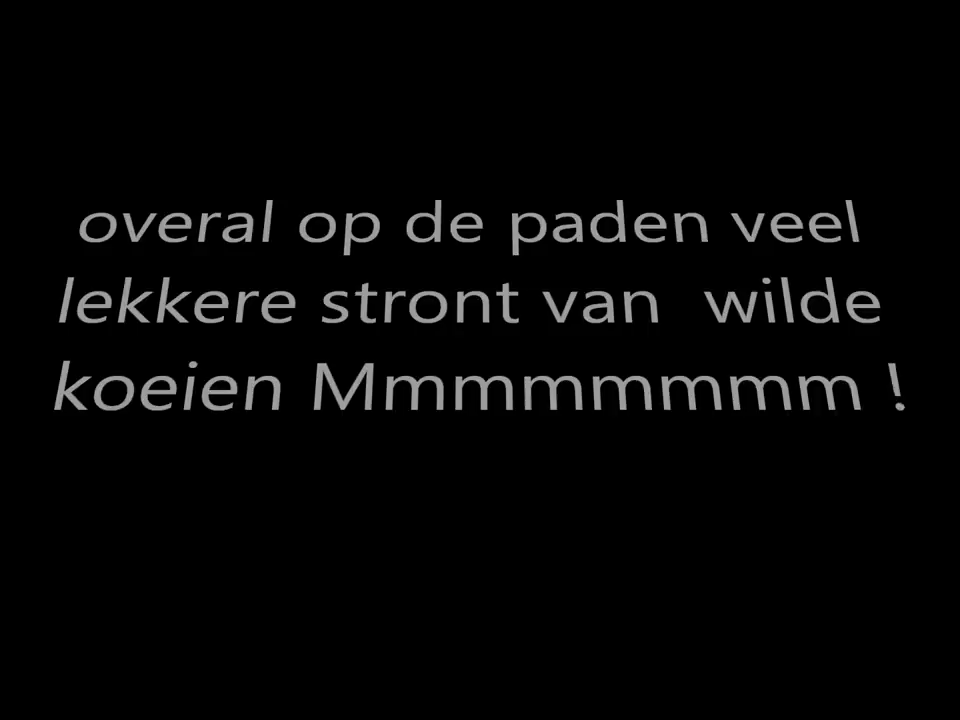 overal op de paden veel
lekkere stront van wilde
koeien Mmmmmmmm !